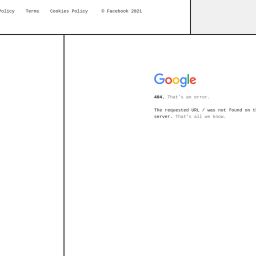 Policy Terms Cookies Policy © Facebook 2021
Google
404. That's an error.
The requested URL / was not found on th
server. That's all we know.